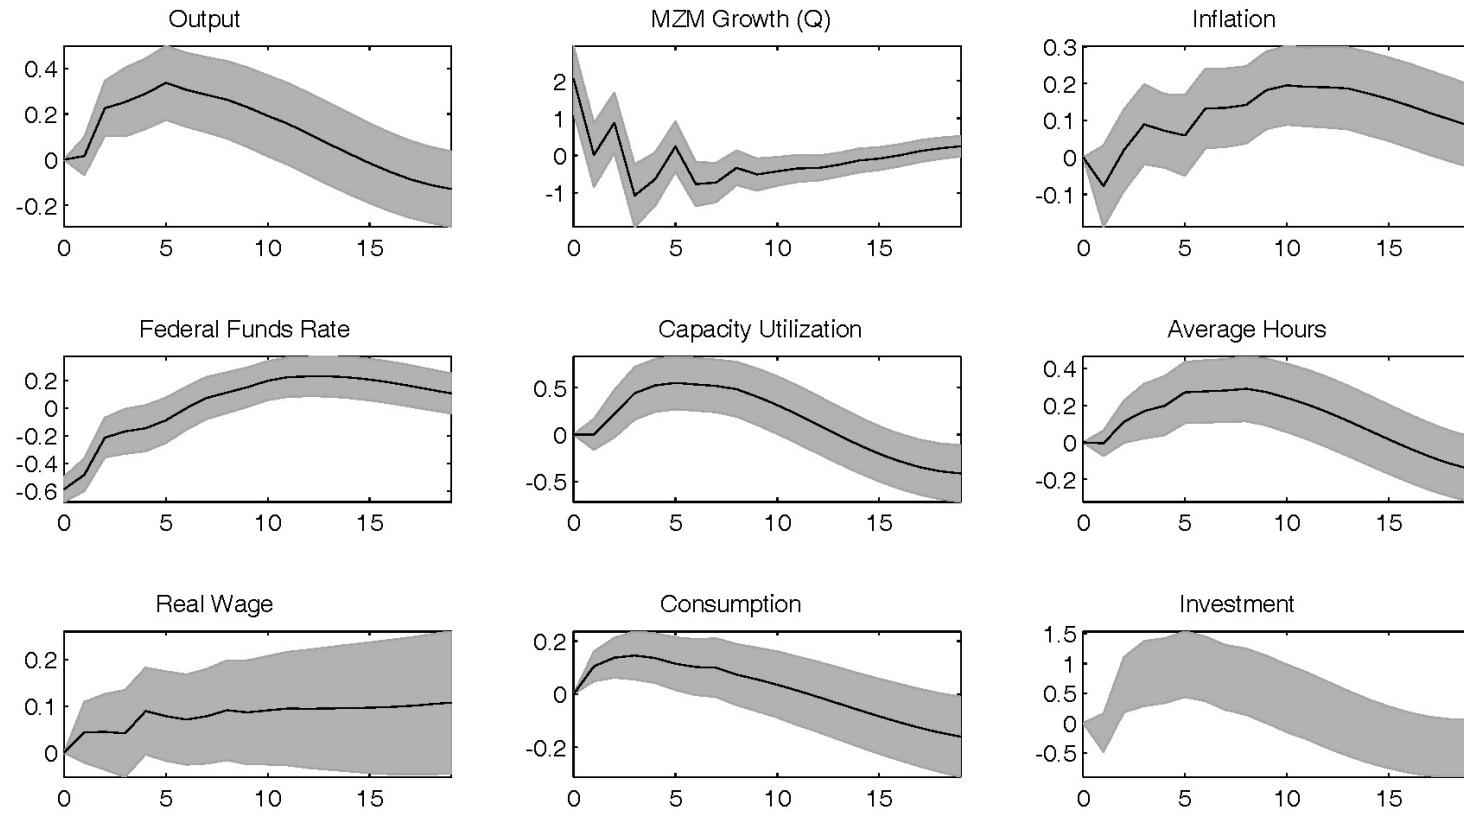 Output
0.4
0.2
0
-0.2
0 5 10 15
MZM Growth (Q)
2
1
0
-1
0 5 10 15
Inflation
0.3
0.2
0.1
0
-0.1
0 5 10 15
Federal Funds Rate
0.2
0
-0.2
-0.4
-0.6
0 5 10 15
Capacity Utilization
0.5
0
-0.5
0 5 10 15
Average Hours
0.4
0.2
0
-0.2
0 5 10 15
Real Wage
0.2
0.1
0
0 5 10 15
Consumption
0.2
0
-0.2
0 5 10 15
Investment
1.5
1
0.5
0
-0.5
0 5 10 15